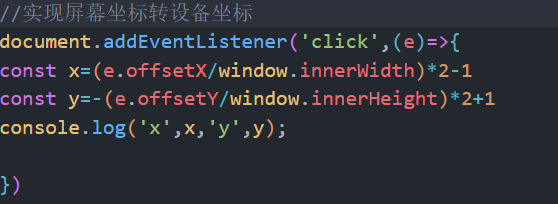 //实现屏幕坐标转设备坐标
document.addEventListener('click',(e)=>{
const x=(e.offsetX/window.innerWidth)*2-1
const y=-(e.offsetY/window.innerHeight)*2+1
console.log('x',x,'y',y);
})